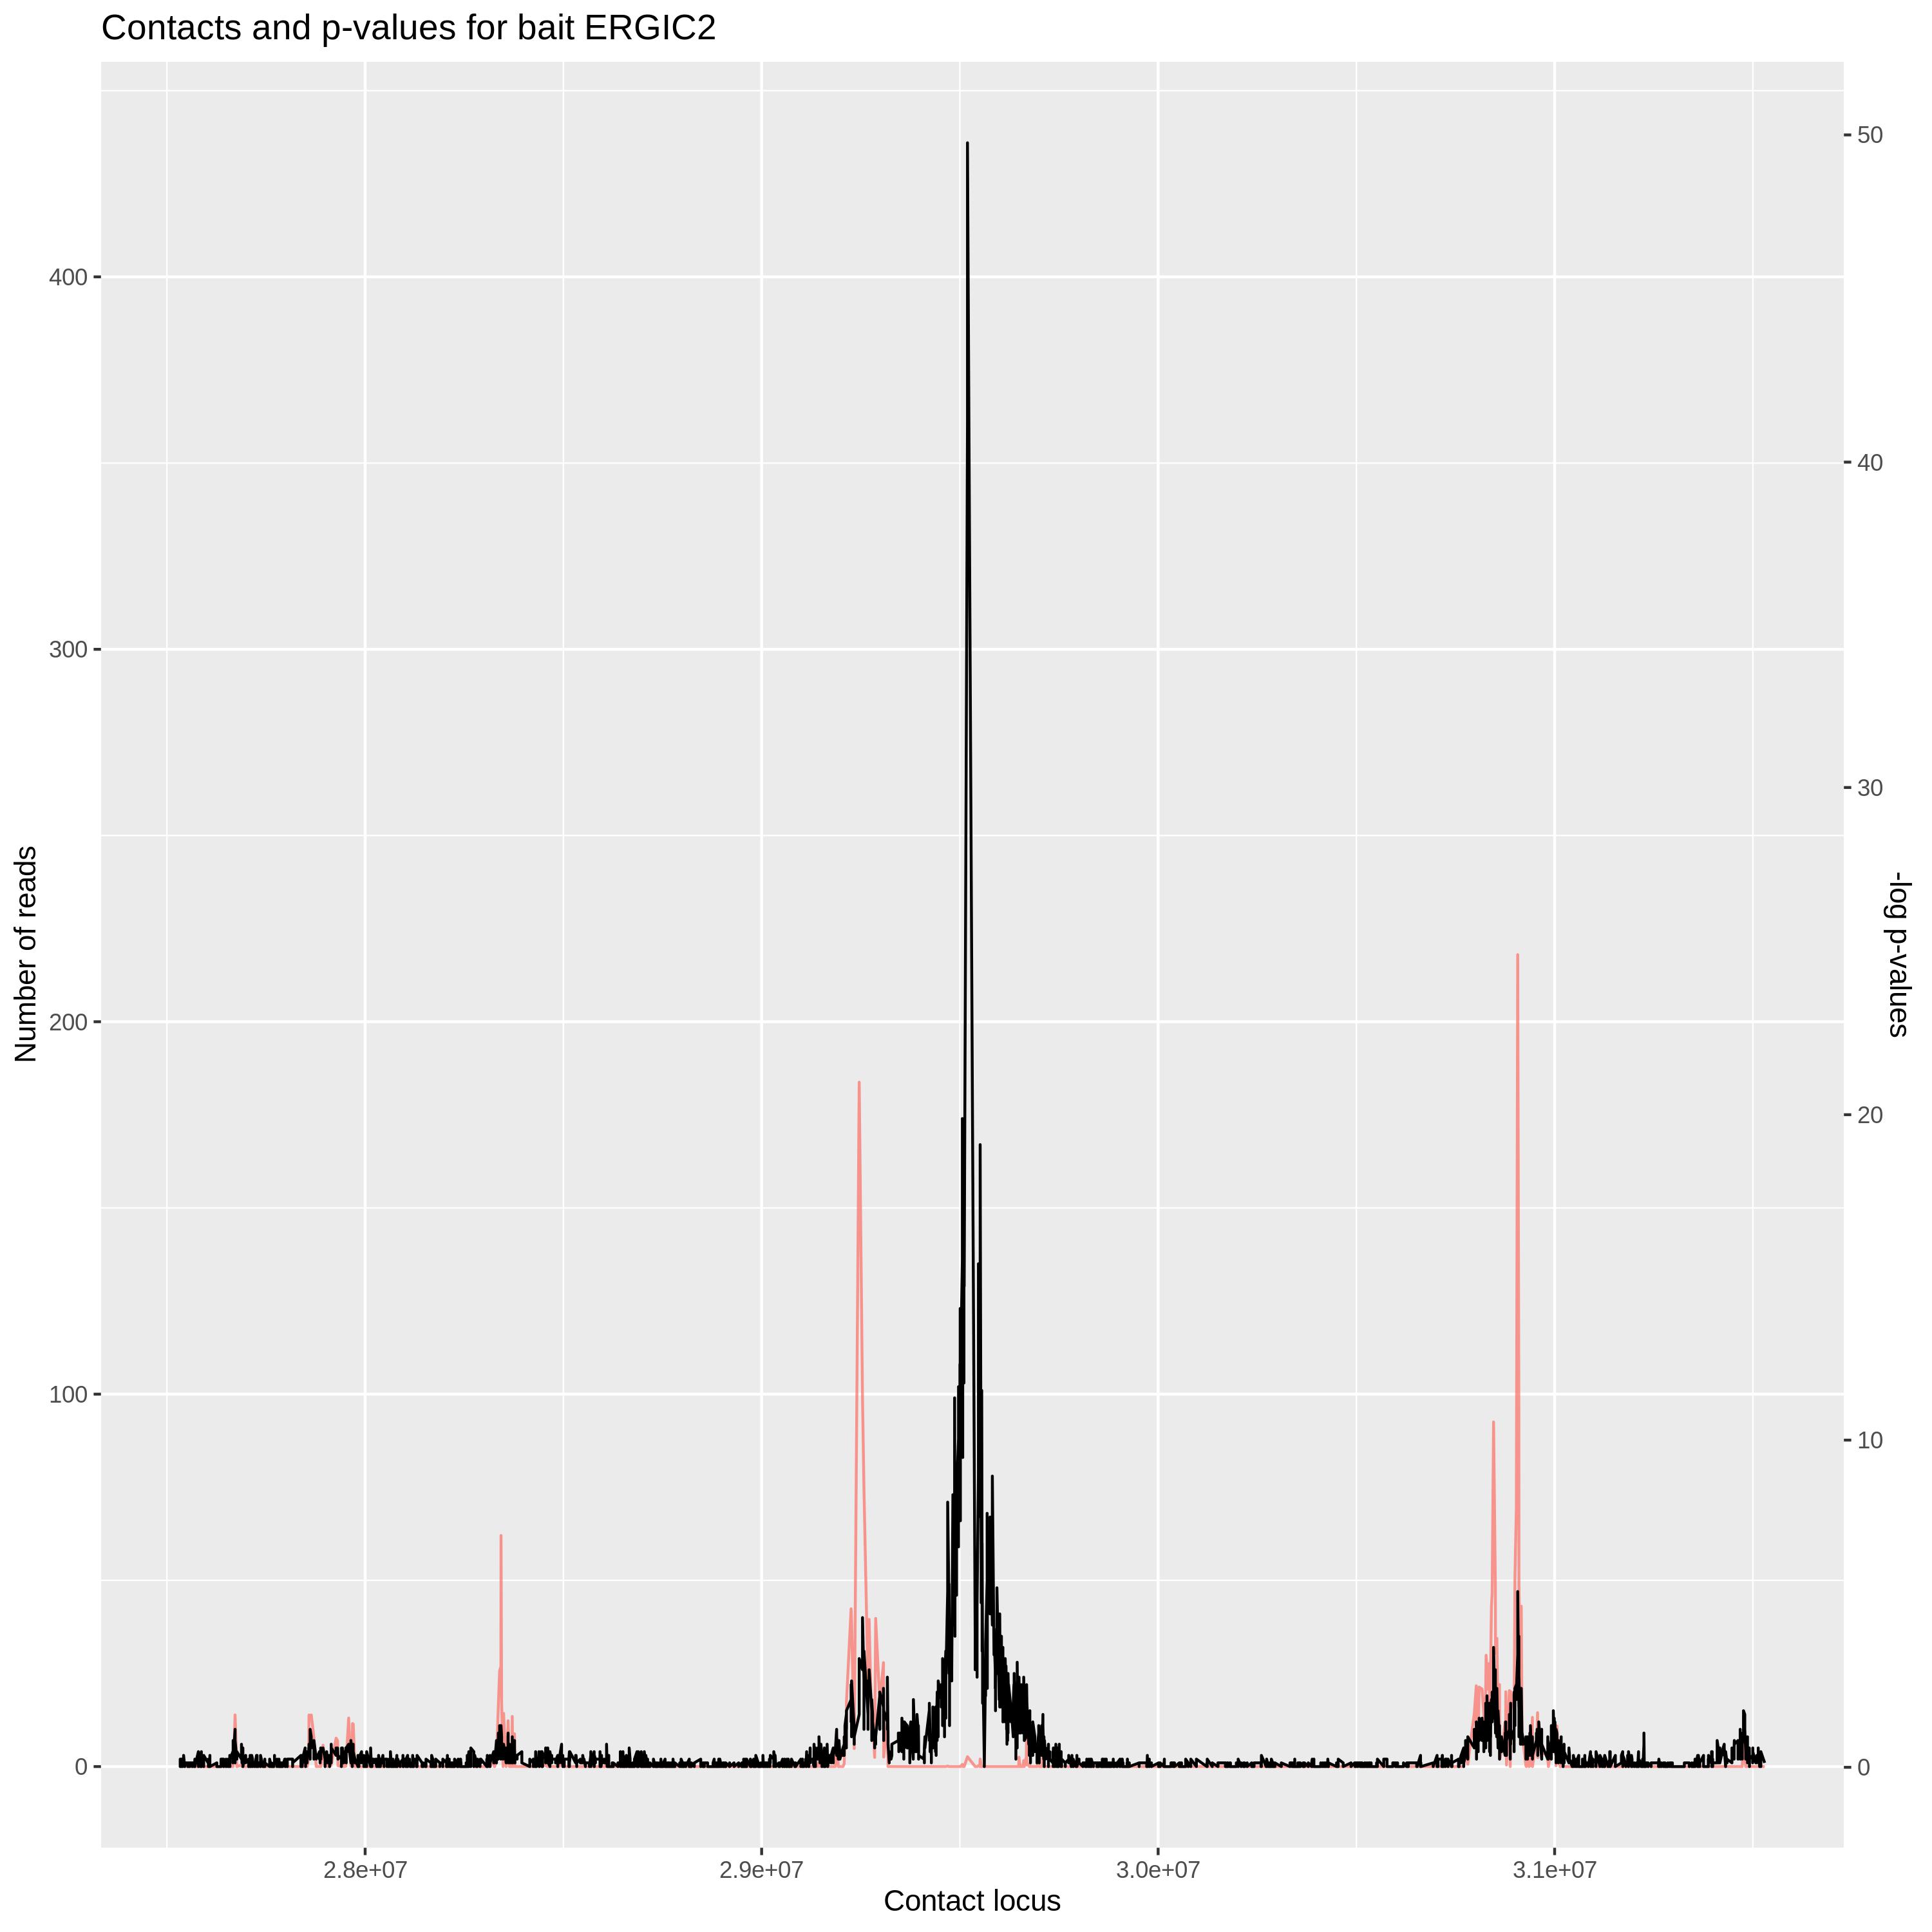 Contacts and p-values for bait ERGIC2
Number of reads
400
300
200
100
0
50
40
30
20
10
0
-log p-values
2.8e+07 2.9e+07 3.0e+07 3.1e+07
Contact locus